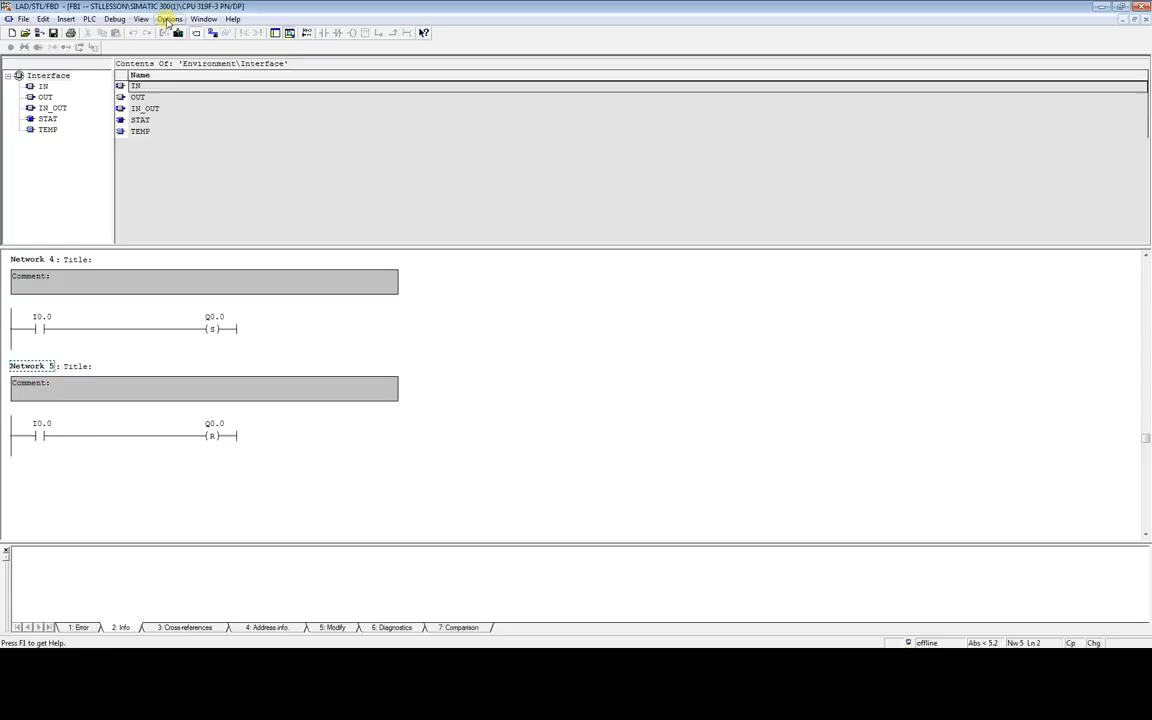 LAD/STL/FBD - [FB1 -- STLLESSON\SIMATIC 300(1)\CPU 319F-3 PN/DP]
File Edit Insert PLC Debug View Options Window Help
Contents Of: 'Environment\Interface'
Interface
IN
OUT
IN_OUT
STAT
TEMP
Name
IN
OUT
IN_OUT
STAT
TEMP
Network 4: Title:
Comment:
I0.0 Q0.0
S
Network 5: Title:
Comment:
I0.0 Q0.0
R
1: Error 2: Info 3: Cross-references 4: Address info. 5: Modify 6: Diagnostics 7: Comparison
Press F1 to get Help. offline Abs < 5.2 Nw 5 Ln 2 Cp Chg